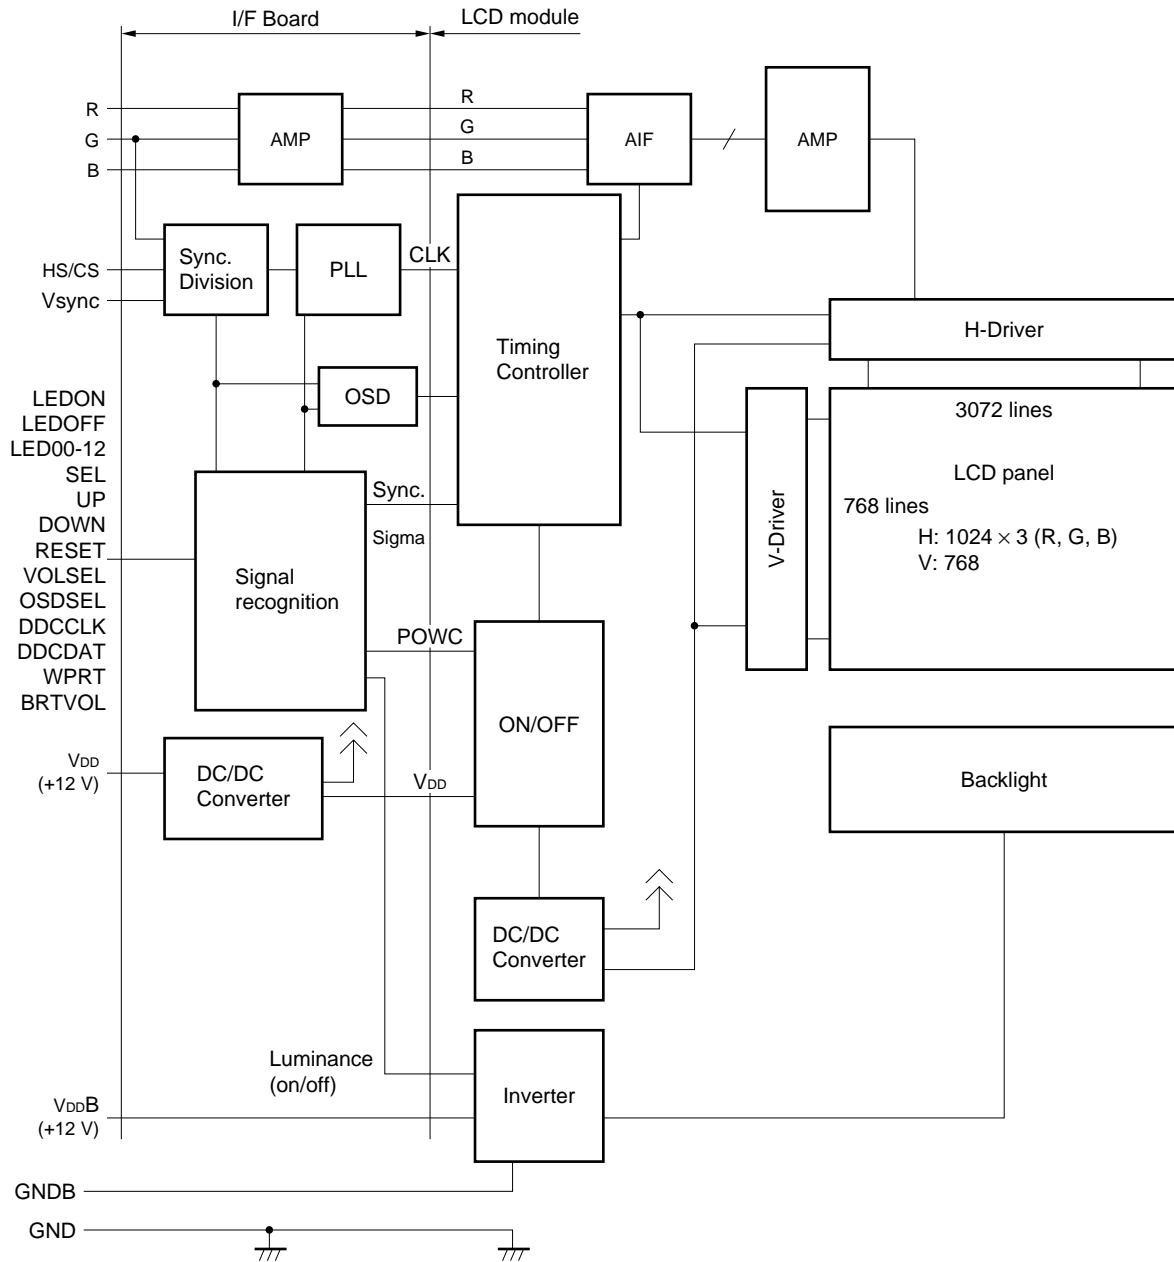 I/F Board
LCD module
R
G
B
AMP
R
G
B
AIF
AMP
HS/CS
Vsync
Sync.
Division
PLL
CLK
Timing
Controller
H-Driver
OSD
LEDON
LEDOFF
LED00-12
SEL
UP
DOWN
RESET
VOLSEL
OSDSEL
DDCCLK
DDCDAT
WPRT
BRTVOL
Signal
recognition
Sync.
Sigma
POWC
V-Driver
3072 lines
LCD panel
768 lines
H: 1024 × 3 (R, G, B)
V: 768
ON/OFF
VDD
(+12 V)
DC/DC
Converter
VDD
Backlight
DC/DC
Converter
Luminance
(on/off)
Inverter
VDDB
(+12 V)
GNDB
GND